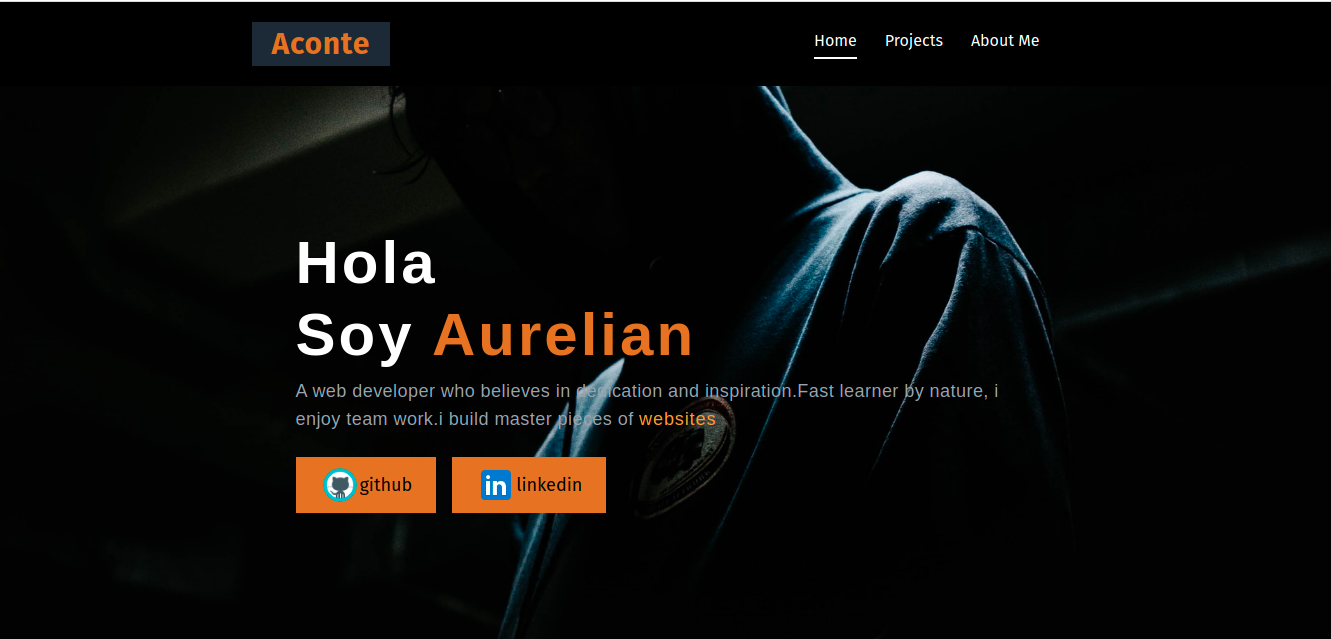 Aconte
Home Projects About Me
Hola
Soy Aurelian
A web developer who believes in dedication and inspiration.Fast learner by nature, i
enjoy team work.i build master pieces of websites
github
in linkedin